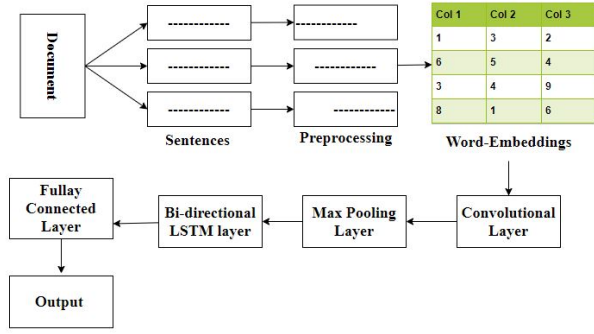 Document
Sentences
Preprocessing
Col 1 Col 2 Col 3
1 3 2
6 5 4
3 4 9
8 1 6
Word-Embeddings
Fullay
Connected
Layer
Bi-directional
LSTM layer
Max Pooling
Layer
Convolutional
Layer
Output